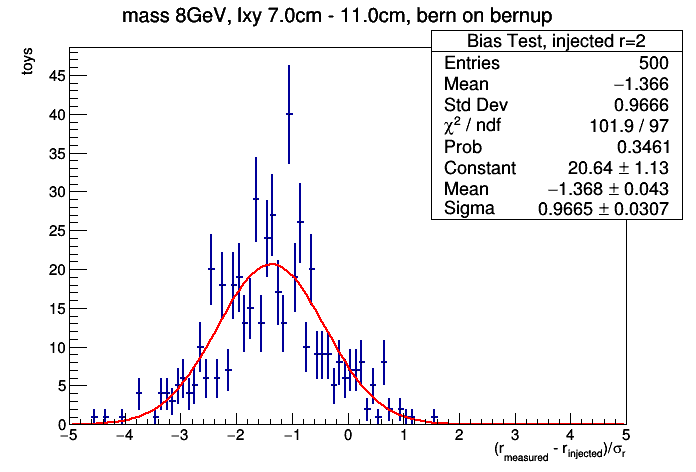 mass 8GeV, lxy 7.0cm - 11.0cm, bern on bernup
Bias Test, injected r=2
Entries 500
Mean −1.366
Std Dev 0.9666
χ² / ndf 101.9 / 97
Prob 0.3461
Constant 20.64 ± 1.13
Mean −1.368 ± 0.043
Sigma 0.9665 ± 0.0307
toys
45
40
35
30
25
20
15
10
5
0
−5 −4 −3 −2 −1 0 1 2 3 4 5
(r_measured - r_injected)/σ_r